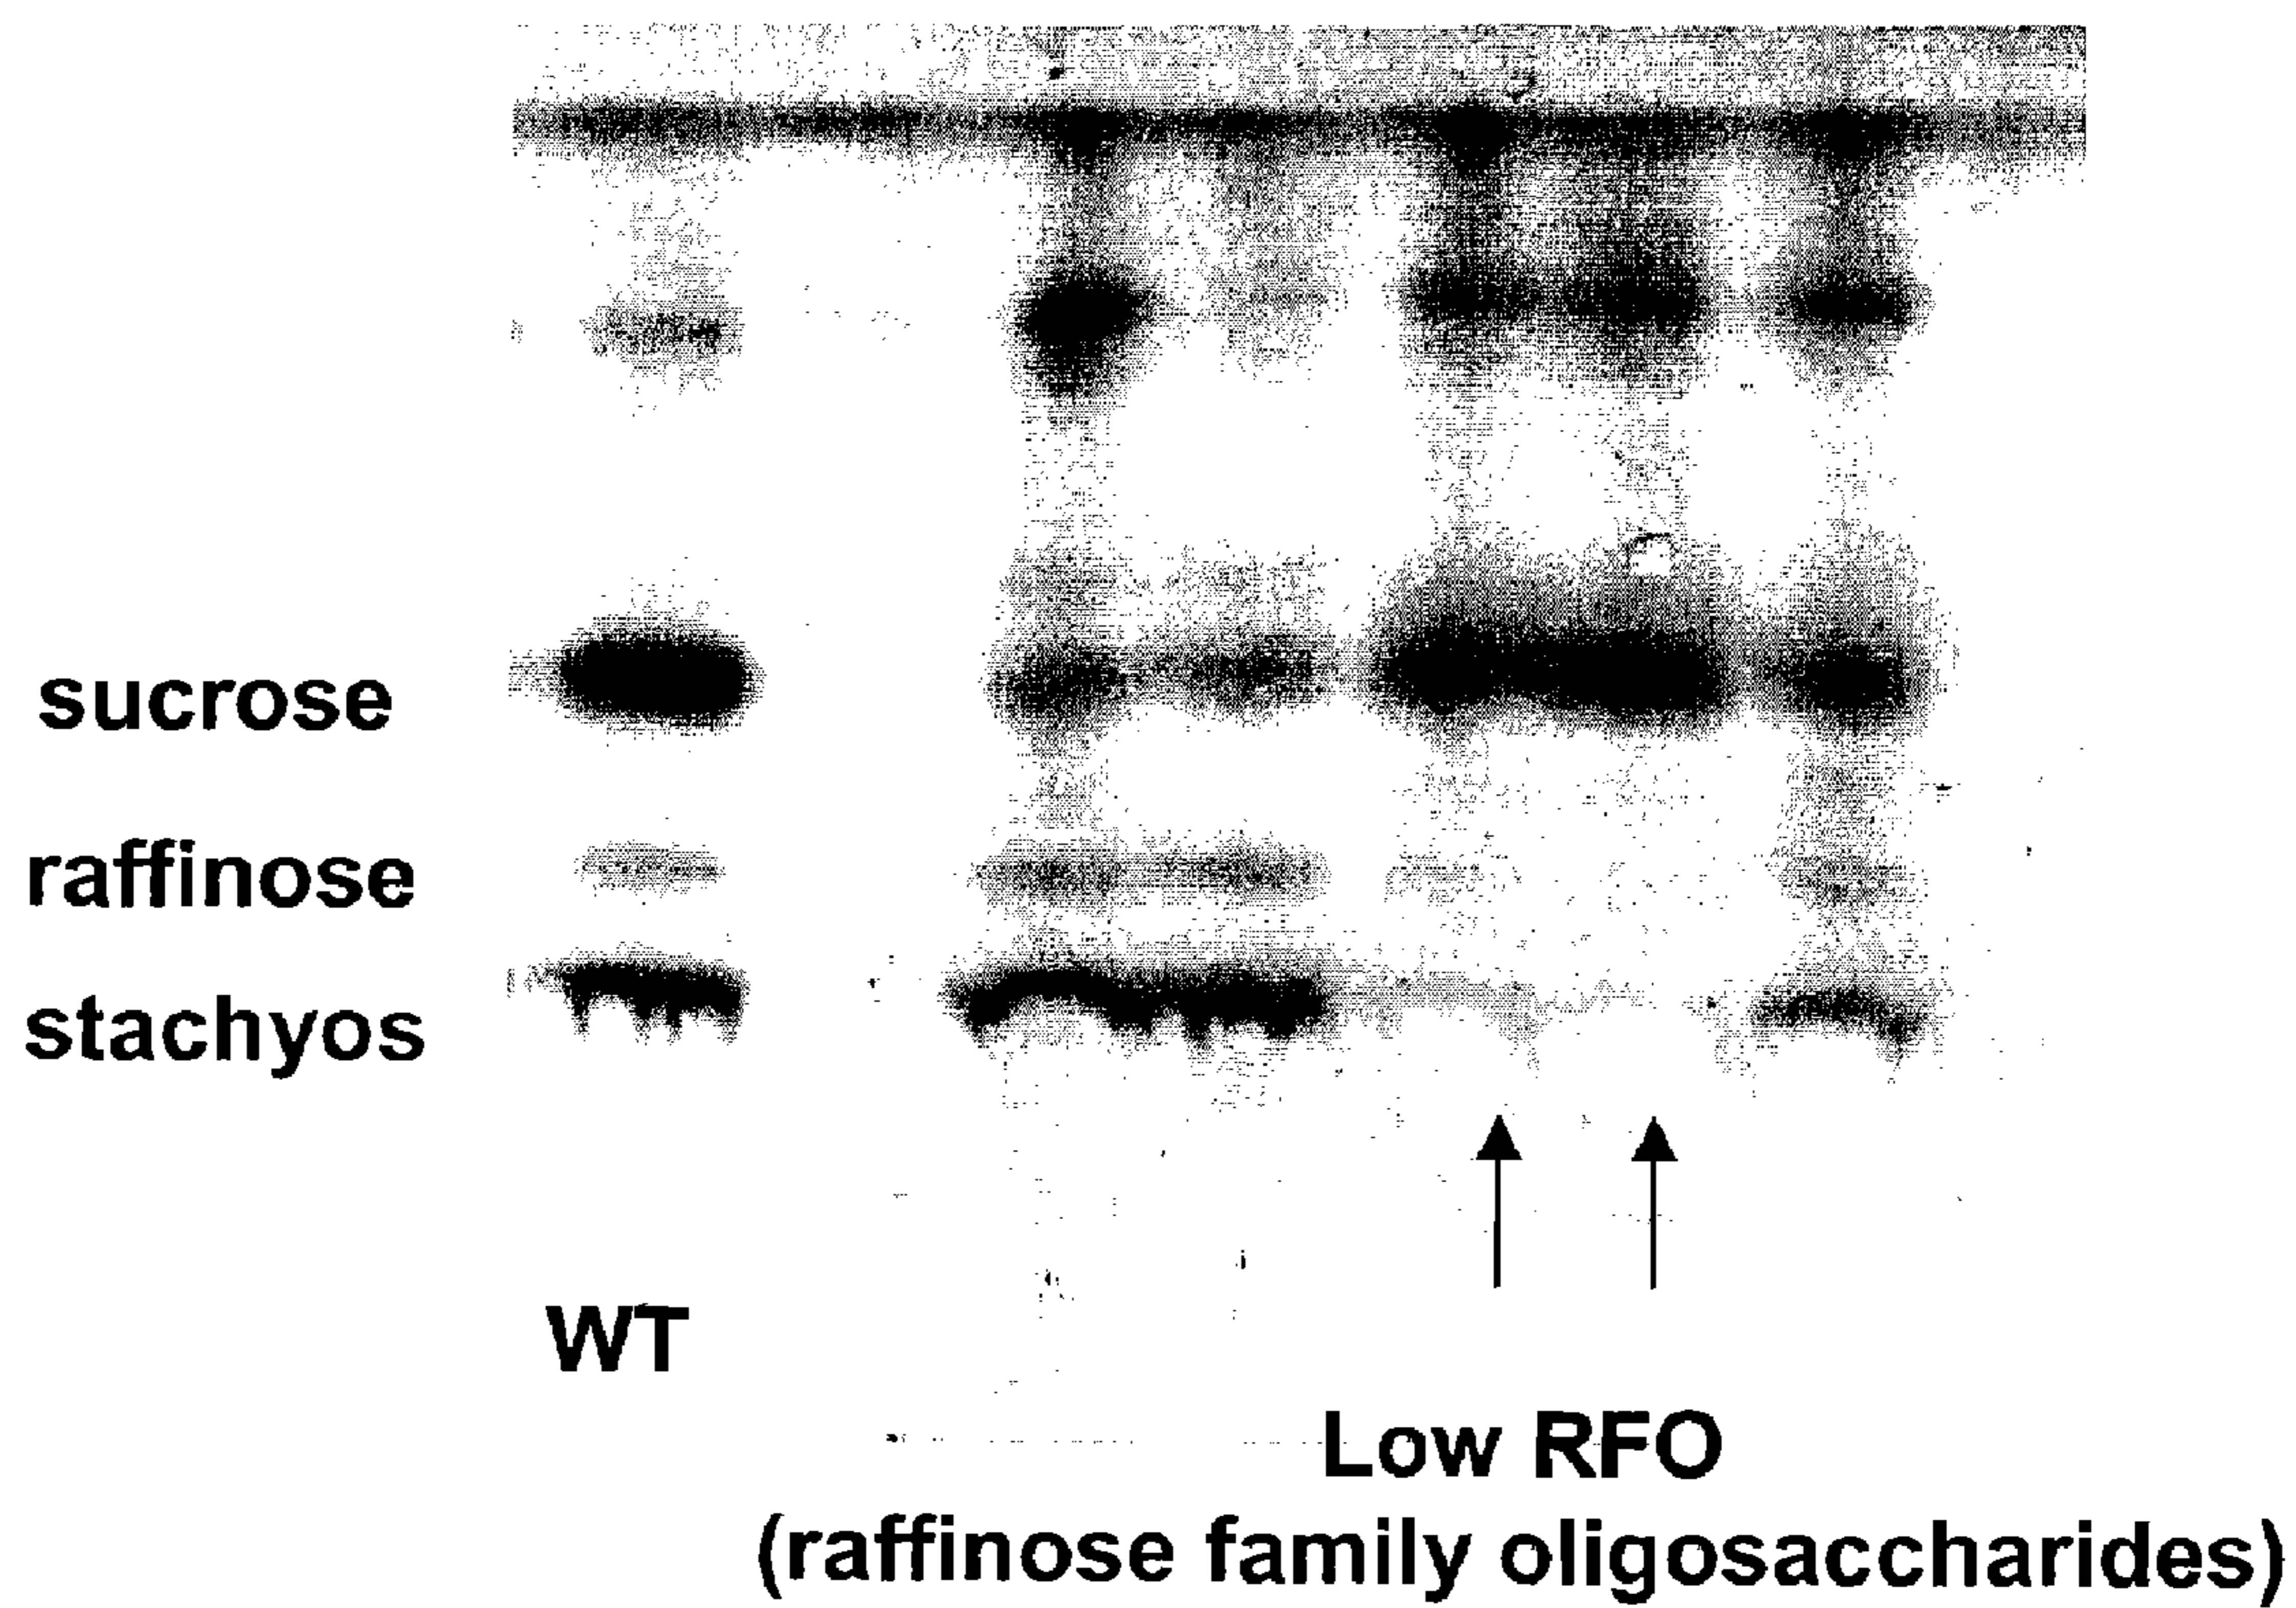 sucrose
raffinose
stachyos
WT
Low RFO
(raffinose family oligosaccharides)